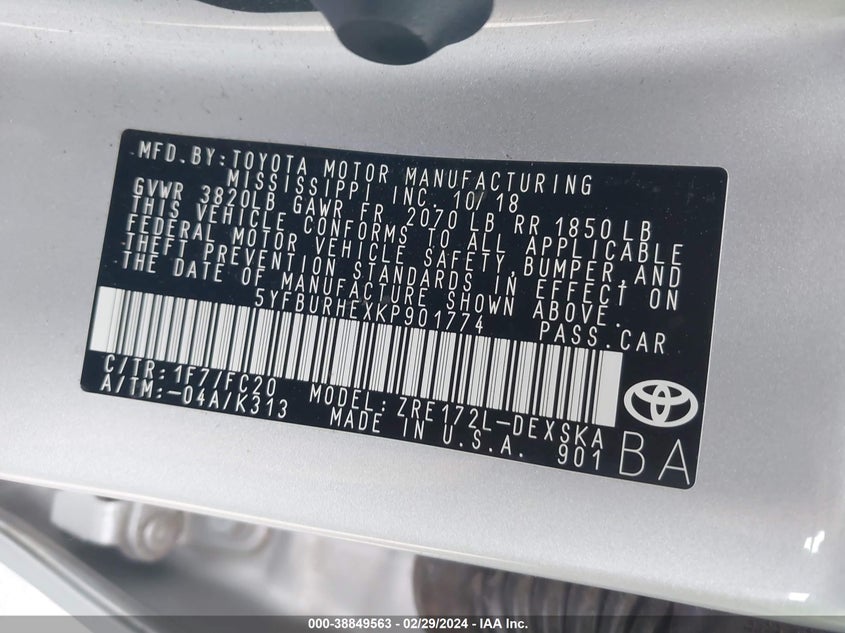 MFD.BY:TOYOTA MOTOR MANUFACTURING
MISSISSIPPI INC. 10/18
GVWR 3820LB GAWR FR 2070 LB RR 1850 LB
THIS VEHICLE CONFORMS TO ALL APPLICABLE
FEDERAL MOTOR VEHICLE SAFETY,BUMPER,AND
THEFT PREVENTION STANDARDS IN EFFECT ON
THE DATE OF MANUFACTURE SHOWN ABOVE.
5YFBURHEXKP901774 PASS.CAR
C/TR:1F7/FC20 MODEL:ZRE172L-DEXSKA
A/TM:-04A/K313 MADE IN U.S.A. 901 BA
000-38849563 - 02/29/2024 - IAA Inc.